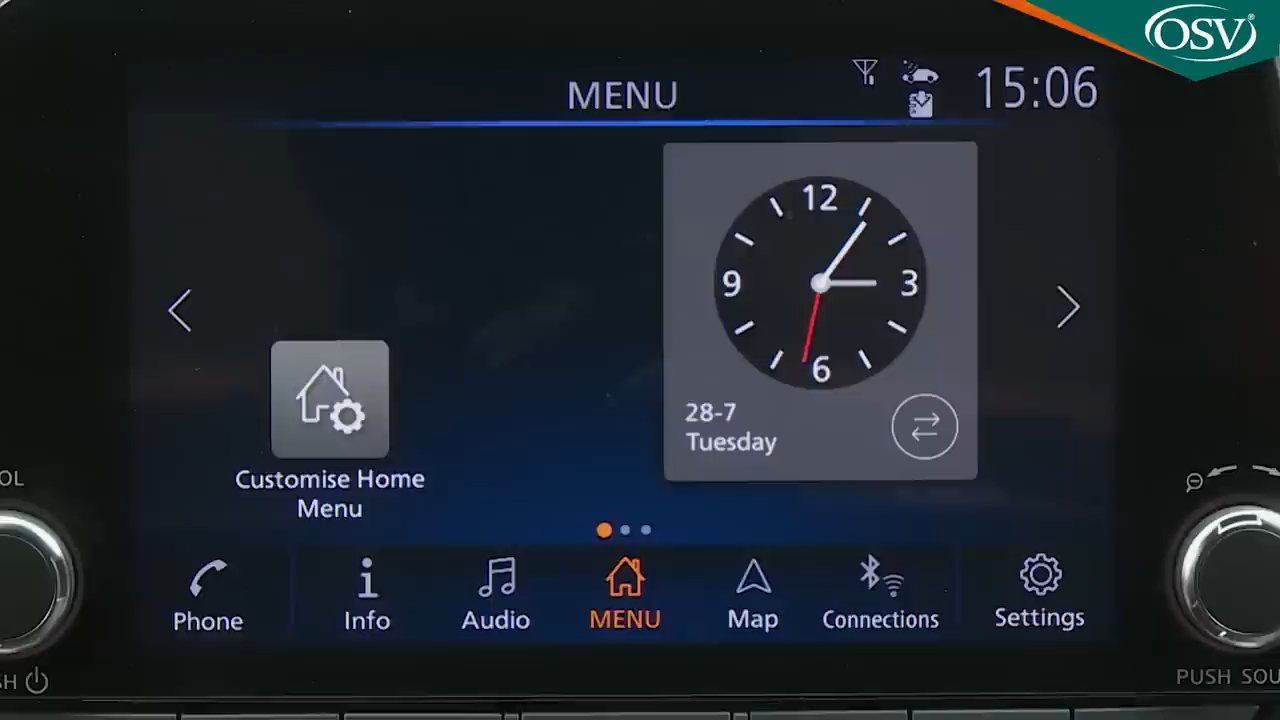 OSV
MENU
15:06
12
9
3
6
28-7
Tuesday
Customise Home
Menu
OL
Phone
Info
Audio
MENU
Map
Connections
Settings
SH
PUSH SOU